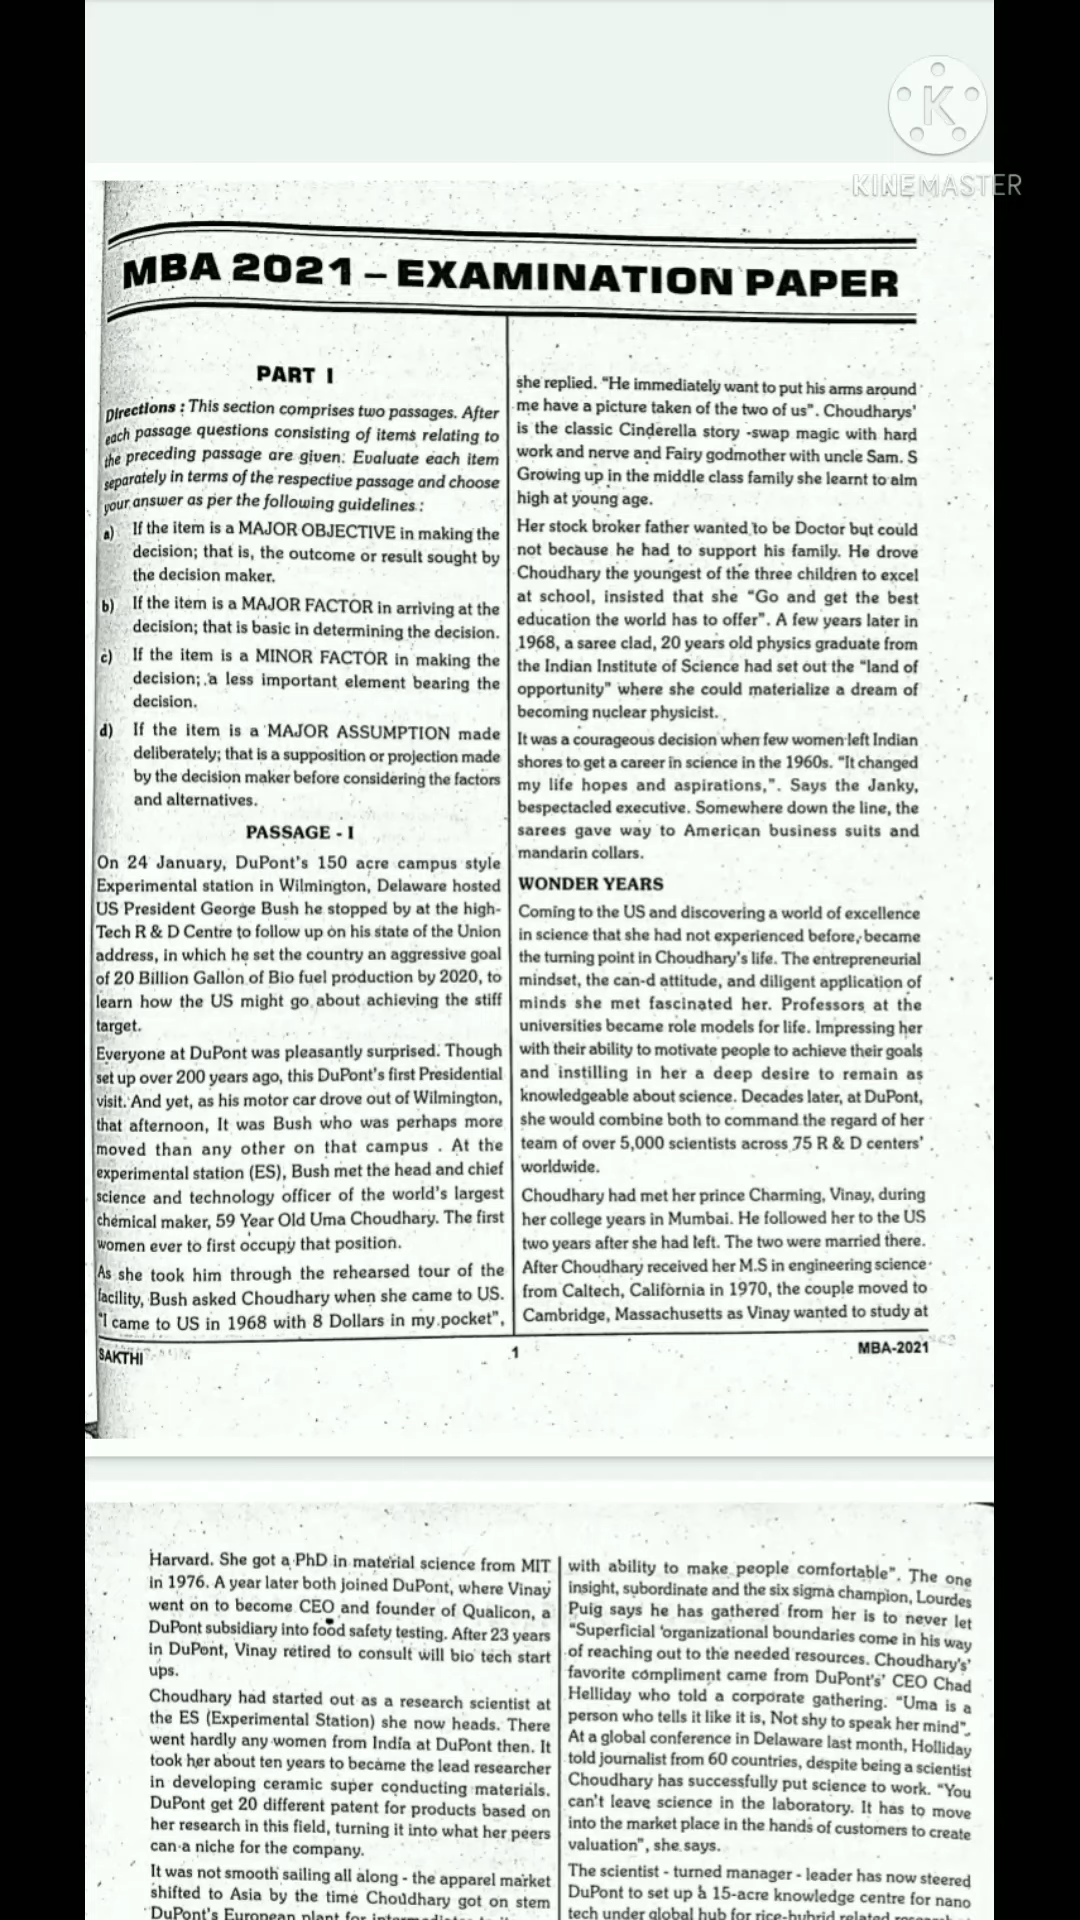 K
KINEMASTER
MBA 2021 – EXAMINATION PAPER
PART I
Directions : This section comprises two passages. After
each passage questions consisting of items relating to
the preceding passage are given. Evaluate each item
separately in terms of the respective passage and choose
your answer as per the following guidelines :
a) If the item is a MAJOR OBJECTIVE in making the
decision; that is, the outcome or result sought by
the decision maker.
b) If the item is a MAJOR FACTOR in arriving at the
decision; that is basic in determining the decision.
c) If the item is a MINOR FACTOR in making the
decision; a less important element bearing the
decision.
d) If the item is a MAJOR ASSUMPTION made
deliberately; that is a supposition or projection made
by the decision maker before considering the factors
and alternatives.
PASSAGE - I
On 24 January, DuPont's 150 acre campus style
Experimental station in Wilmington, Delaware hosted
US President George Bush he stopped by at the high-
Tech R & D Centre to follow up on his state of the Union
address, in which he set the country an aggressive goal
of 20 Billion Gallon of Bio fuel production by 2020, to
learn how the US might go about achieving the stiff
target.
Everyone at DuPont was pleasantly surprised. Though
set up over 200 years ago, this DuPont's first Presidential
visit. And yet, as his motor car drove out of Wilmington,
that afternoon, It was Bush who was perhaps more
moved than any other on that campus . At the
experimental station (ES), Bush met the head and chief
science and technology officer of the world's largest
chemical maker, 59 Year Old Uma Choudhary. The first
women ever to first occupy that position.
As she took him through the rehearsed tour of the
facility, Bush asked Choudhary when she came to US.
"I came to US in 1968 with 8 Dollars in my pocket",
she replied. "He immediately want to put his arms around
me have a picture taken of the two of us". Choudharys'
is the classic Cinderella story -swap magic with hard
work and nerve and Fairy godmother with uncle Sam. S
Growing up in the middle class family she learnt to aim
high at young age.
Her stock broker father wanted to be Doctor but could
not because he had to support his family. He drove
Choudhary the youngest of the three children to excel
at school, insisted that she "Go and get the best
education the world has to offer". A few years later in
1968, a saree clad, 20 years old physics graduate from
the Indian Institute of Science had set out the "land of
opportunity" where she could materialize a dream of
becoming nuclear physicist.
It was a courageous decision when few women left Indian
shores to get a career in science in the 1960s. "It changed
my life hopes and aspirations,". Says the Janky,
bespectacled executive. Somewhere down the line, the
sarees gave way to American business suits and
mandarin collars.
WONDER YEARS
Coming to the US and discovering a world of excellence
in science that she had not experienced before, became
the turning point in Choudhary's life. The entrepreneurial
mindset, the can-d attitude, and diligent application of
minds she met fascinated her. Professors at the
universities became role models for life. Impressing her
with their ability to motivate people to achieve their goals
and instilling in her a deep desire to remain as
knowledgeable about science. Decades later, at DuPont,
she would combine both to command the regard of her
team of over 5,000 scientists across 75 R & D centers'
worldwide.
Choudhary had met her prince Charming, Vinay, during
her college years in Mumbai. He followed her to the US
two years after she had left. The two were married there.
After Choudhary received her M.S in engineering science
from Caltech, California in 1970, the couple moved to
Cambridge, Massachusetts as Vinay wanted to study at
SAKTHI 1 MBA-2021
Harvard. She got a PhD in material science from MIT
in 1976. A year later both joined DuPont, where Vinay
went on to become CEO and founder of Qualicon, a
DuPont subsidiary into food safety testing. After 23 years
in DuPont, Vinay retired to consult will bio tech start
ups.
Choudhary had started out as a research scientist at
the ES (Experimental Station) she now heads. There
went hardly any women from India at DuPont then. It
took her about ten years to became the lead researcher
in developing ceramic super conducting materials.
DuPont get 20 different patent for products based on
her research in this field, turning it into what her peers
can a niche for the company.
It was not smooth sailing all along - the apparel market
shifted to Asia by the time Choudhary got on stem
DuPont's European plant for
with ability to make people comfortable". The one
insight, subordinate and the six sigma champion, Lourdes
Puig says he has gathered from her is to never let
"Superficial 'organizational boundaries come in his way
of reaching out to the needed resources. Choudhary's'
favorite compliment came from DuPont's' CEO Chad
Helliday who told a corporate gathering. "Uma is a
person who tells it like it is, Not shy to speak her mind".
At a global conference in Delaware last month, Holliday
told journalist from 60 countries, despite being a scientist
Choudhary has successfully put science to work. "You
can't leave science in the laboratory. It has to move
into the market place in the hands of customers to create
valuation", she says.
The scientist - turned manager - leader has now steered
DuPont to set up a 15-acre knowledge centre for nano
tech under global hub for rice-hybrid related